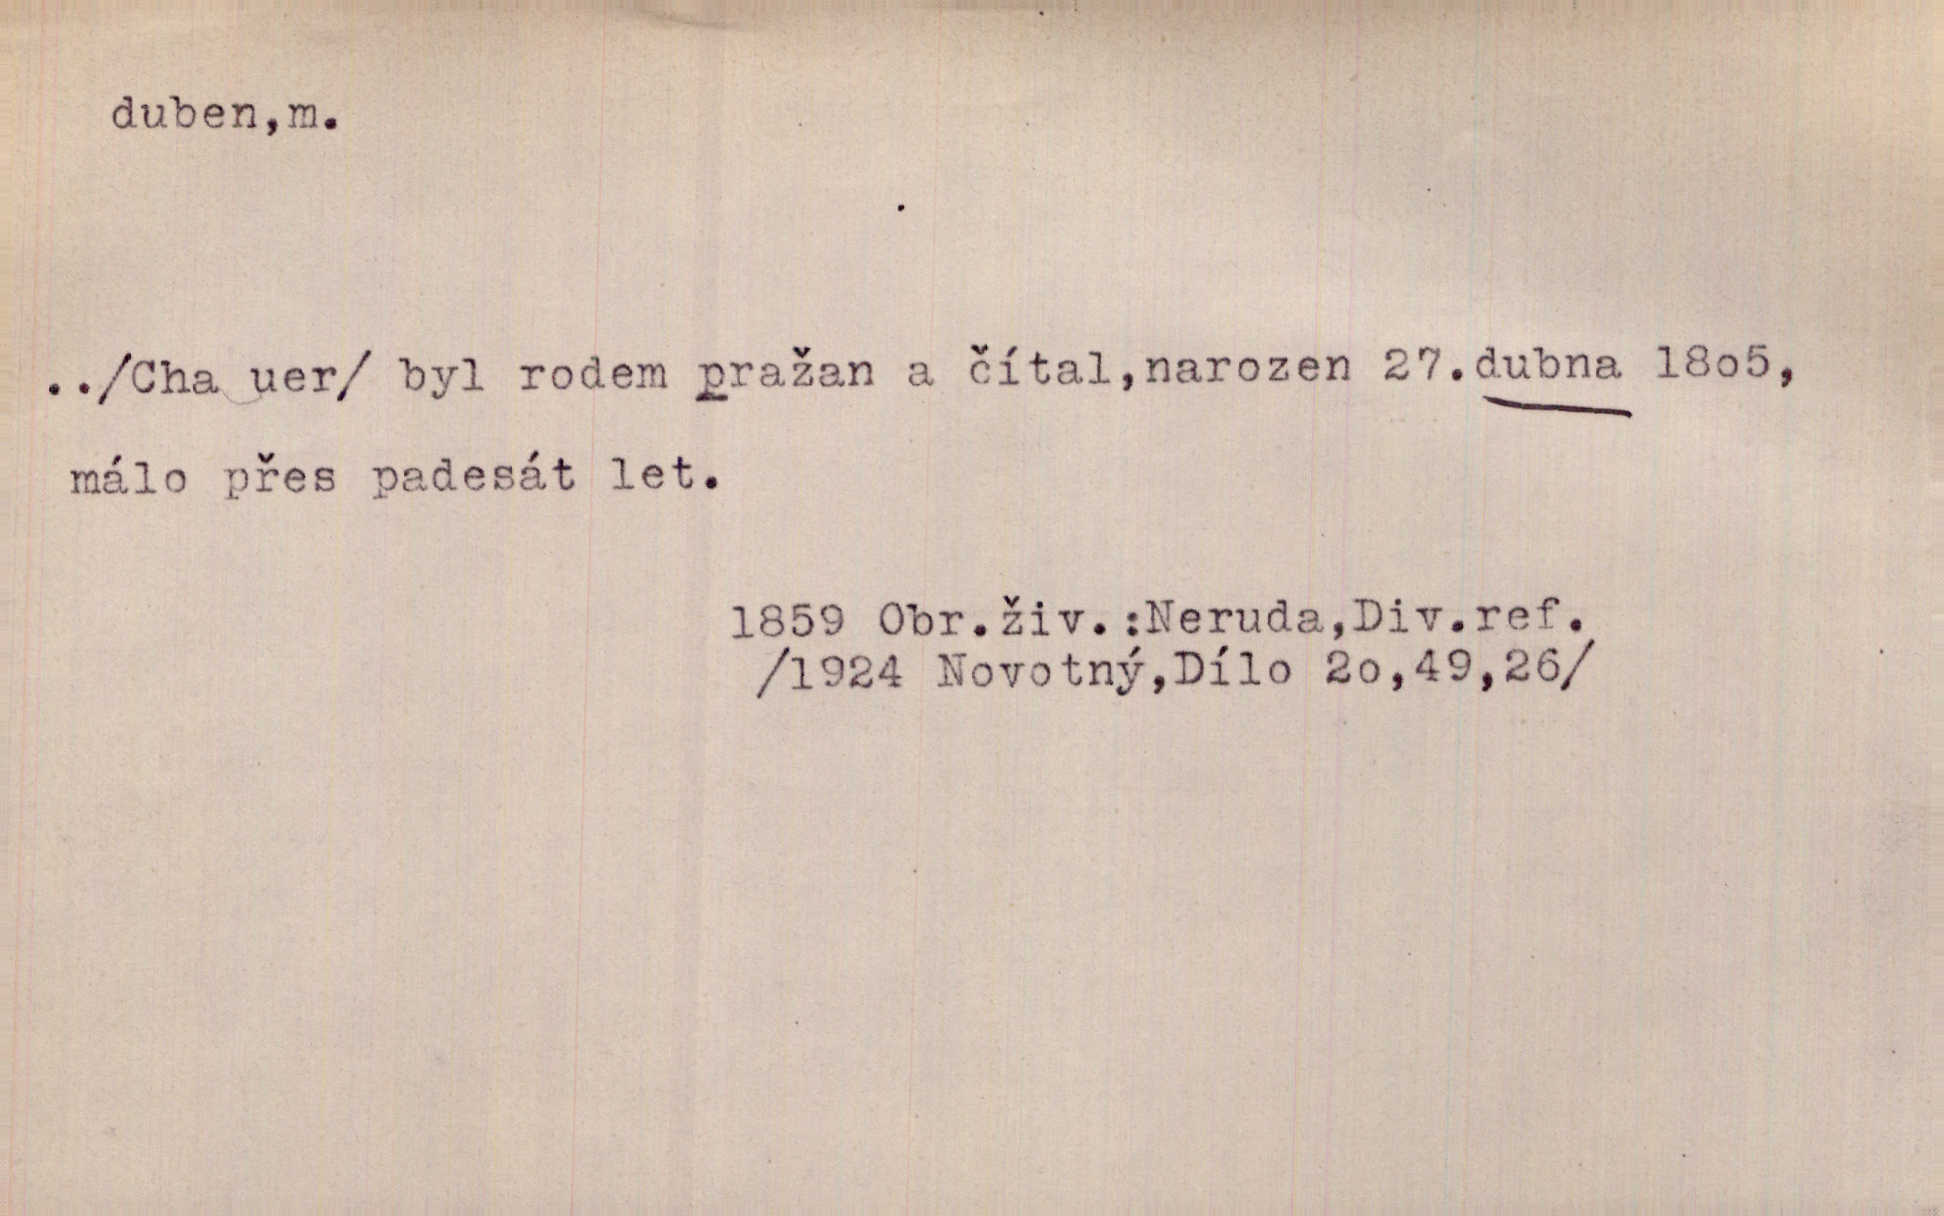 duben,m.
../Cha uer/ byl rodem pražan a čítal,narozen 27.dubna 18o5,
málo přes padesát let.
1859 Obr.živ.:Neruda,Div.ref.
/1924 Novotný,Dílo 2o,49,26/